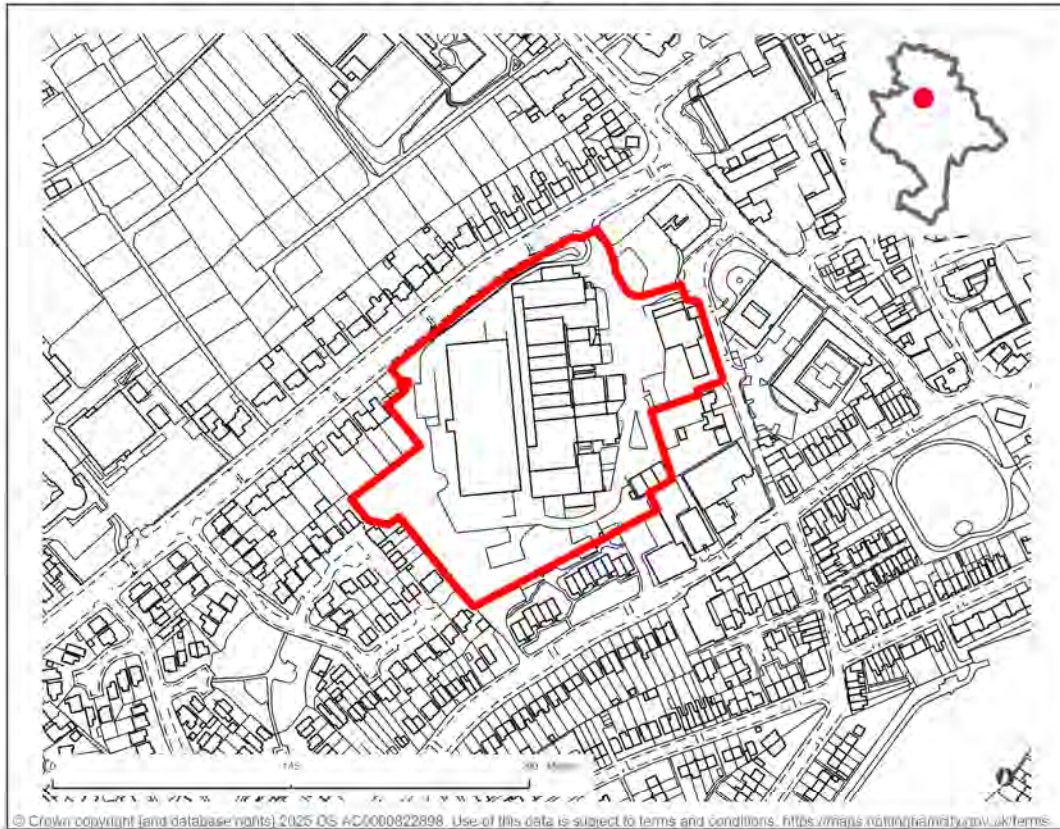 0 145 290 Meters
© Crown copyright [and database rights] 2025 OS AC0000822898. Use of this data is subject to terms and conditions. https://maps.nottinghamcity.gov.uk/terms.